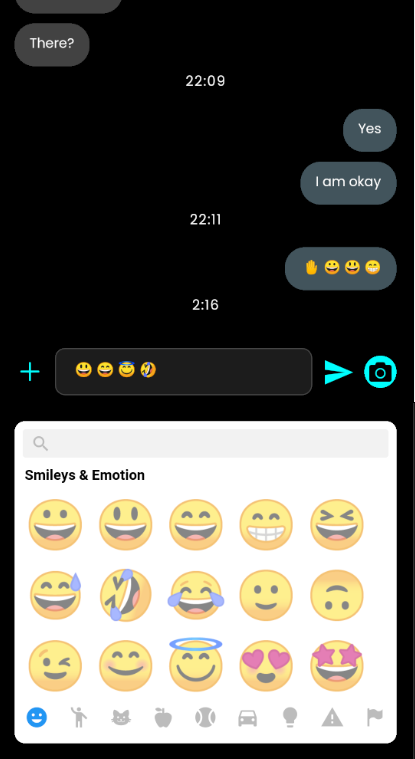 There?
22:09
Yes
I am okay
22:11
✋ 😀 😃 😁
2:16
😃 😄 😇 🤣
Smileys & Emotion